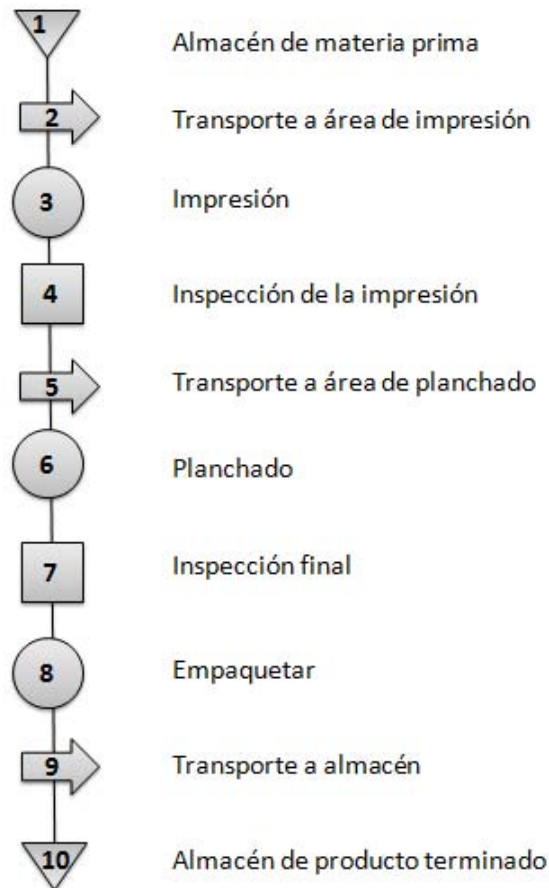 1 Almacén de materia prima
2 Transporte a área de impresión
3 Impresión
4 Inspección de la impresión
5 Transporte a área de planchado
6 Planchado
7 Inspección final
8 Empaquetar
9 Transporte a almacén
10 Almacén de producto terminado